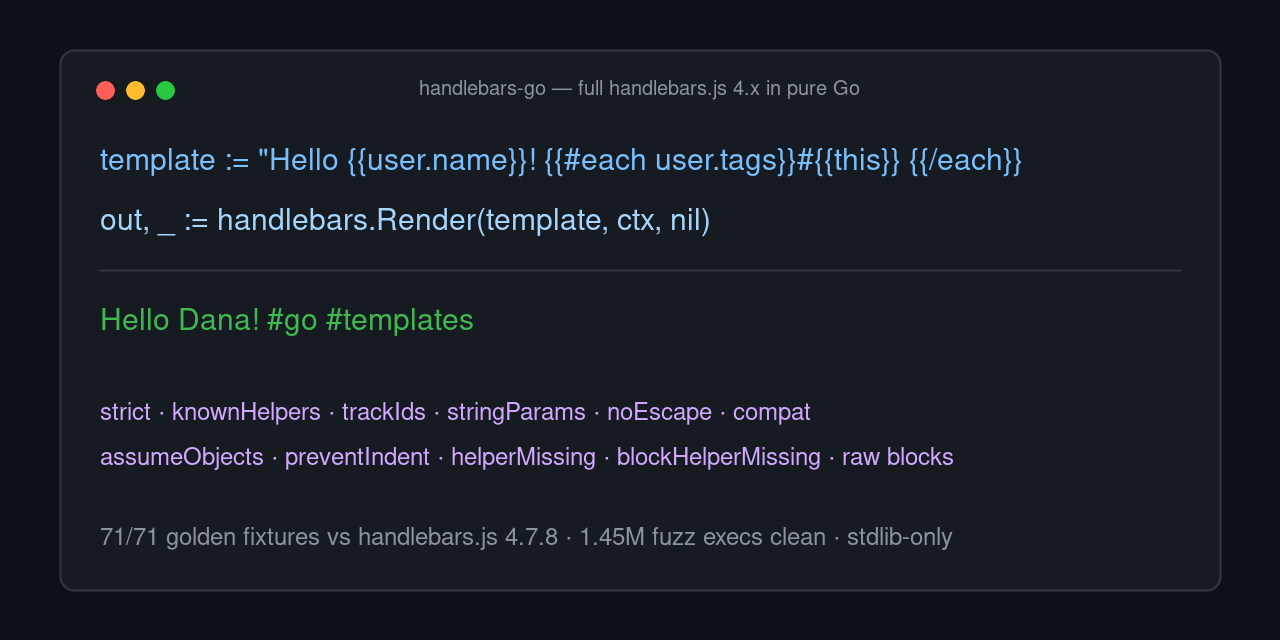 handlebars-go — full handlebars.js 4.x in pure Go
template := "Hello {{user.name}}! {{#each user.tags}}#{{this}} {{/each}}
out, _ := handlebars.Render(template, ctx, nil)
Hello Dana! #go #templates
strict · knownHelpers · trackIds · stringParams · noEscape · compat
assumeObjects · preventIndent · helperMissing · blockHelperMissing · raw blocks
71/71 golden fixtures vs handlebars.js 4.7.8 · 1.45M fuzz execs clean · stdlib-only